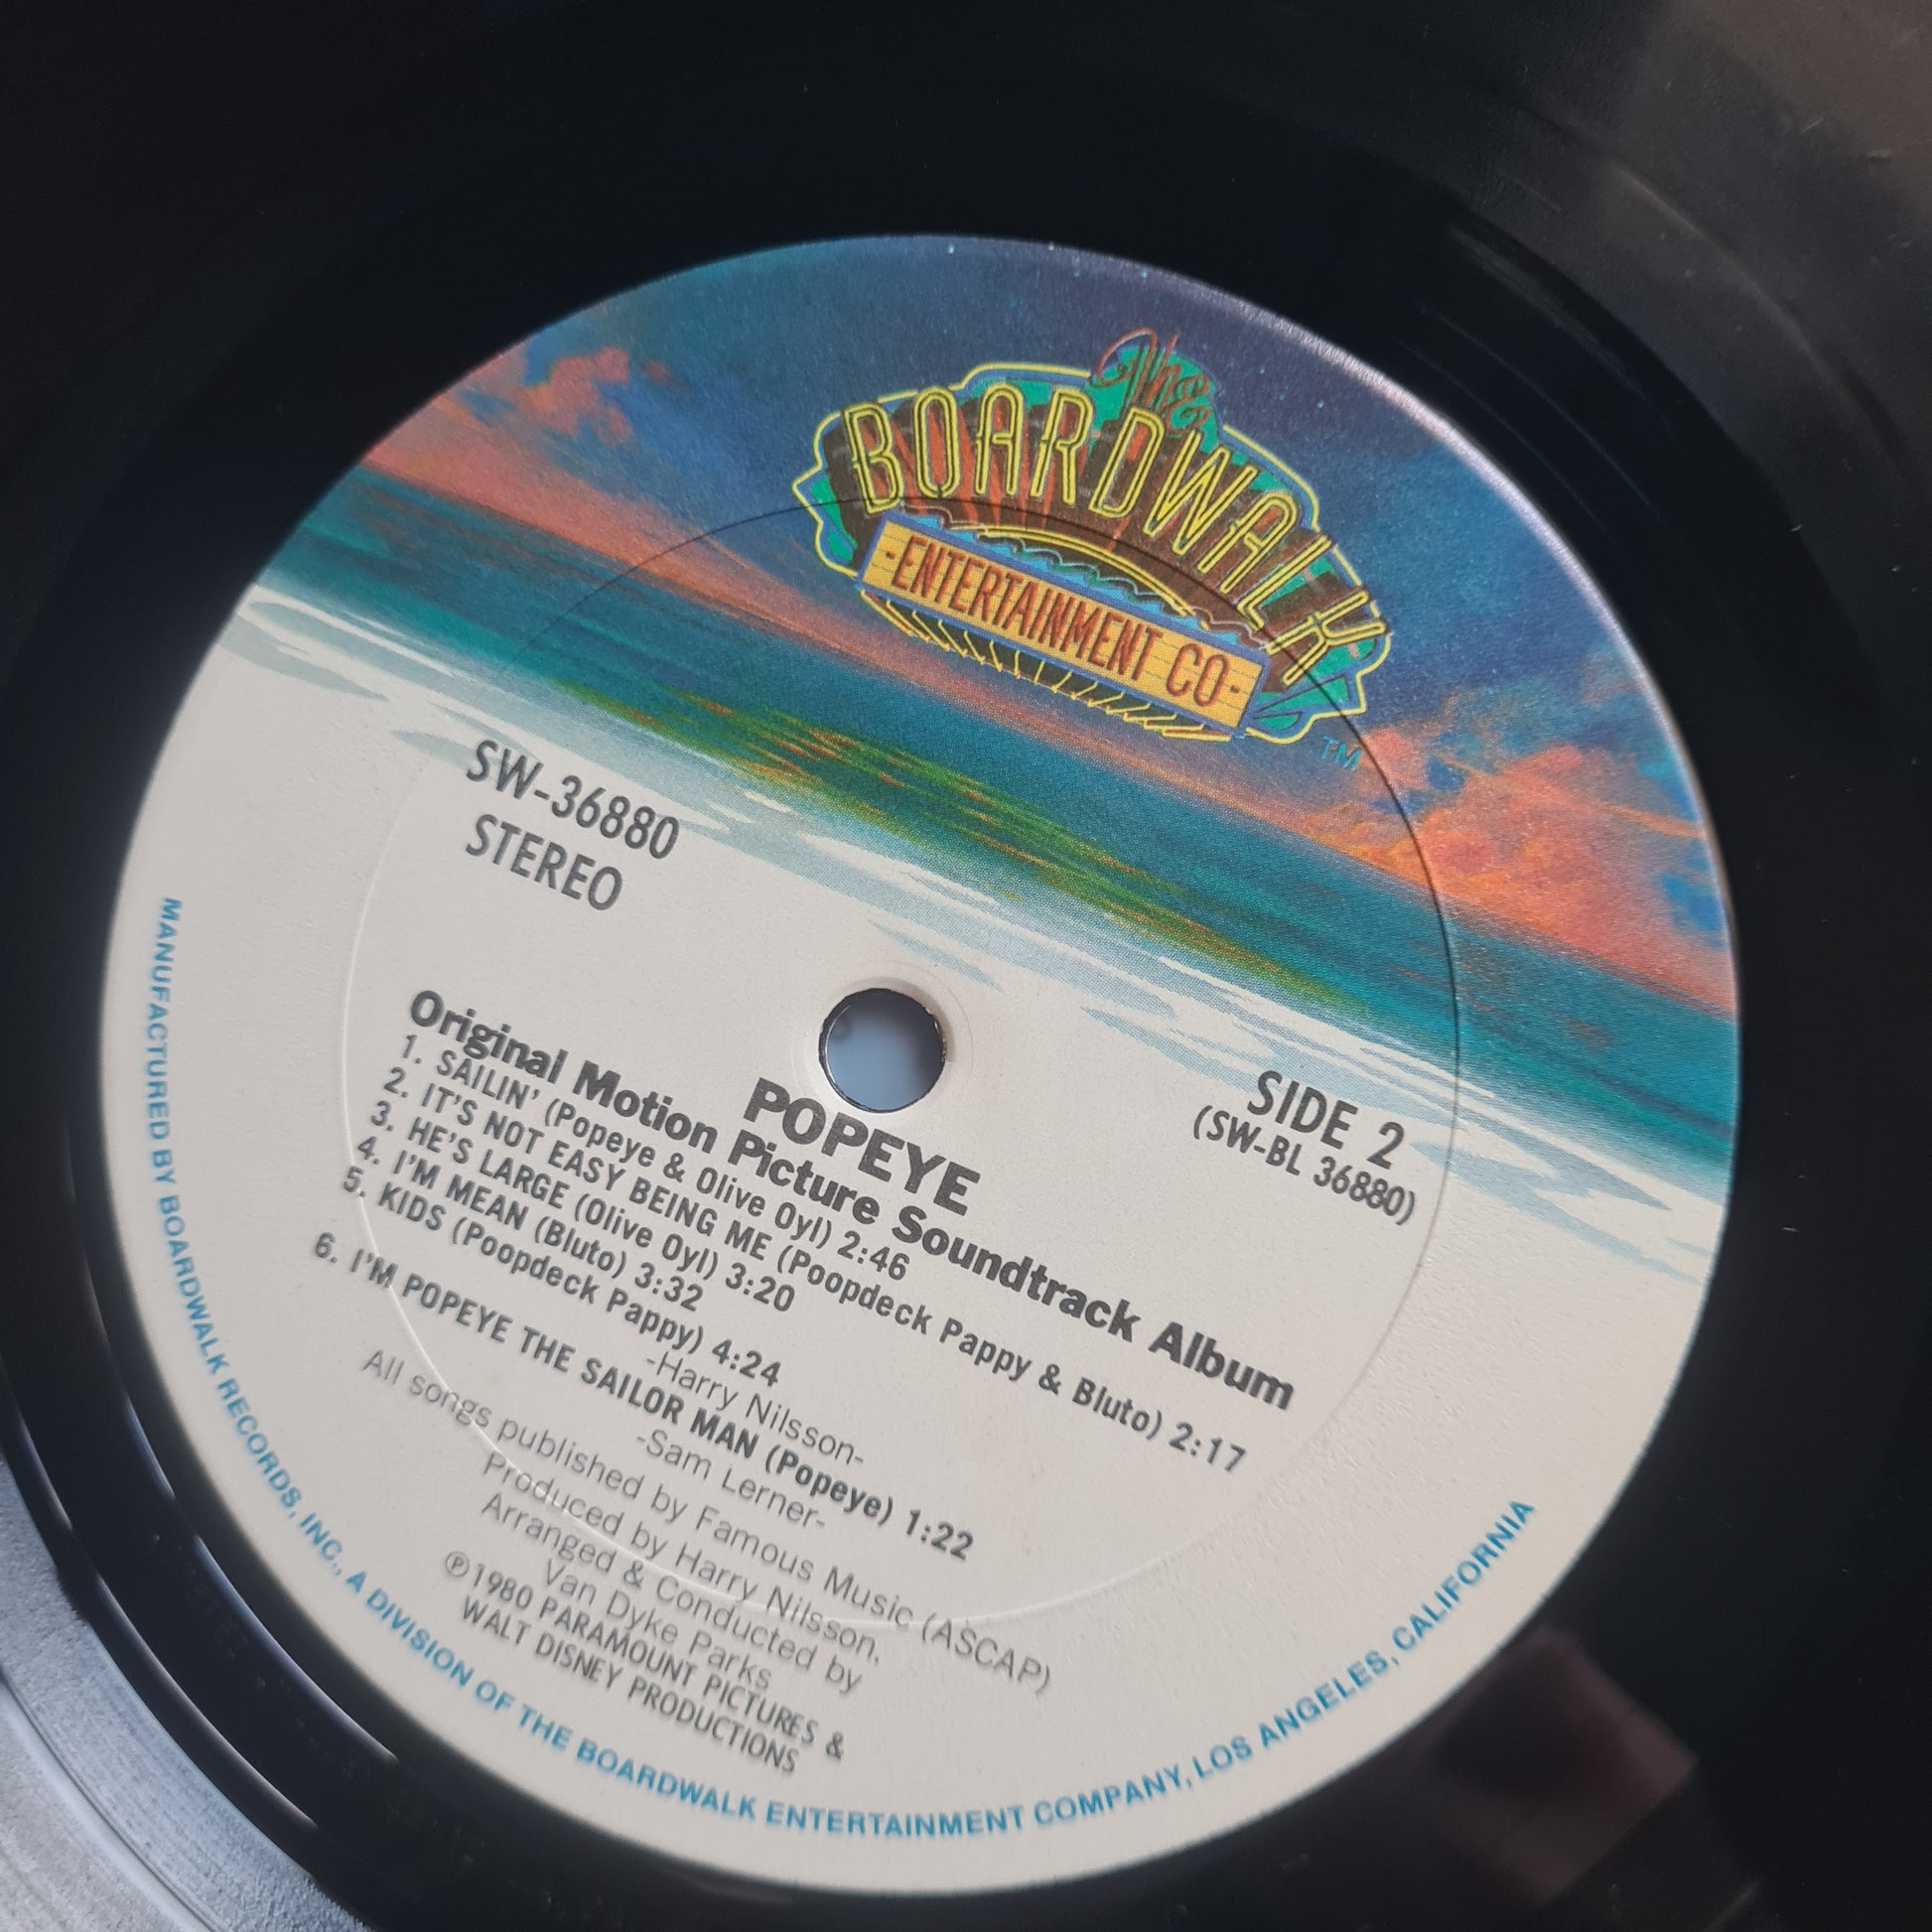 The
BOARDWALK
-ENTERTAINMENT CO-
TM
SW-36880
STEREO
SIDE 2
(SW-BL 36880)
POPEYE
Original Motion Picture Soundtrack Album
1. SAILIN' (Popeye & Olive Oyl) 2:46
2. IT'S NOT EASY BEING ME (Poopdeck Pappy & Bluto) 2:17
3. HE'S LARGE (Olive Oyl) 3:20
4. I'M MEAN (Bluto) 3:32
5. KIDS (Poopdeck Pappy) 4:24
-Harry Nilsson-
6. I'M POPEYE THE SAILOR MAN (Popeye) 1:22
-Sam Lerner-
All songs published by Famous Music (ASCAP)
Produced by Harry Nilsson.
Arranged & Conducted by
Van Dyke Parks
℗1980 PARAMOUNT PICTURES &
WALT DISNEY PRODUCTIONS
MANUFACTURED BY BOARDWALK RECORDS, INC., A DIVISION OF THE BOARDWALK ENTERTAINMENT COMPANY, LOS ANGELES, CALIFORNIA